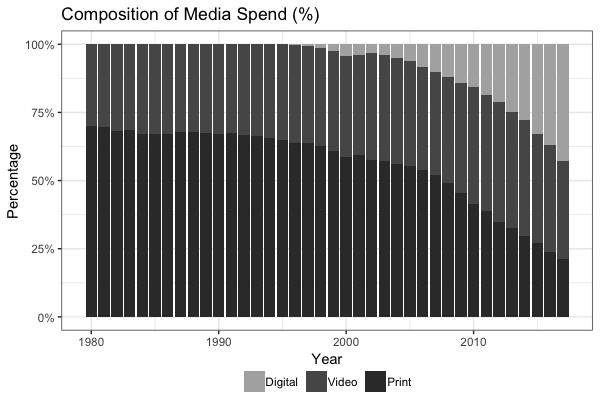 Composition of Media Spend (%)
100%
75%
50%
25%
0%
Percentage
1980 1990 2000 2010
Year
Digital Video Print